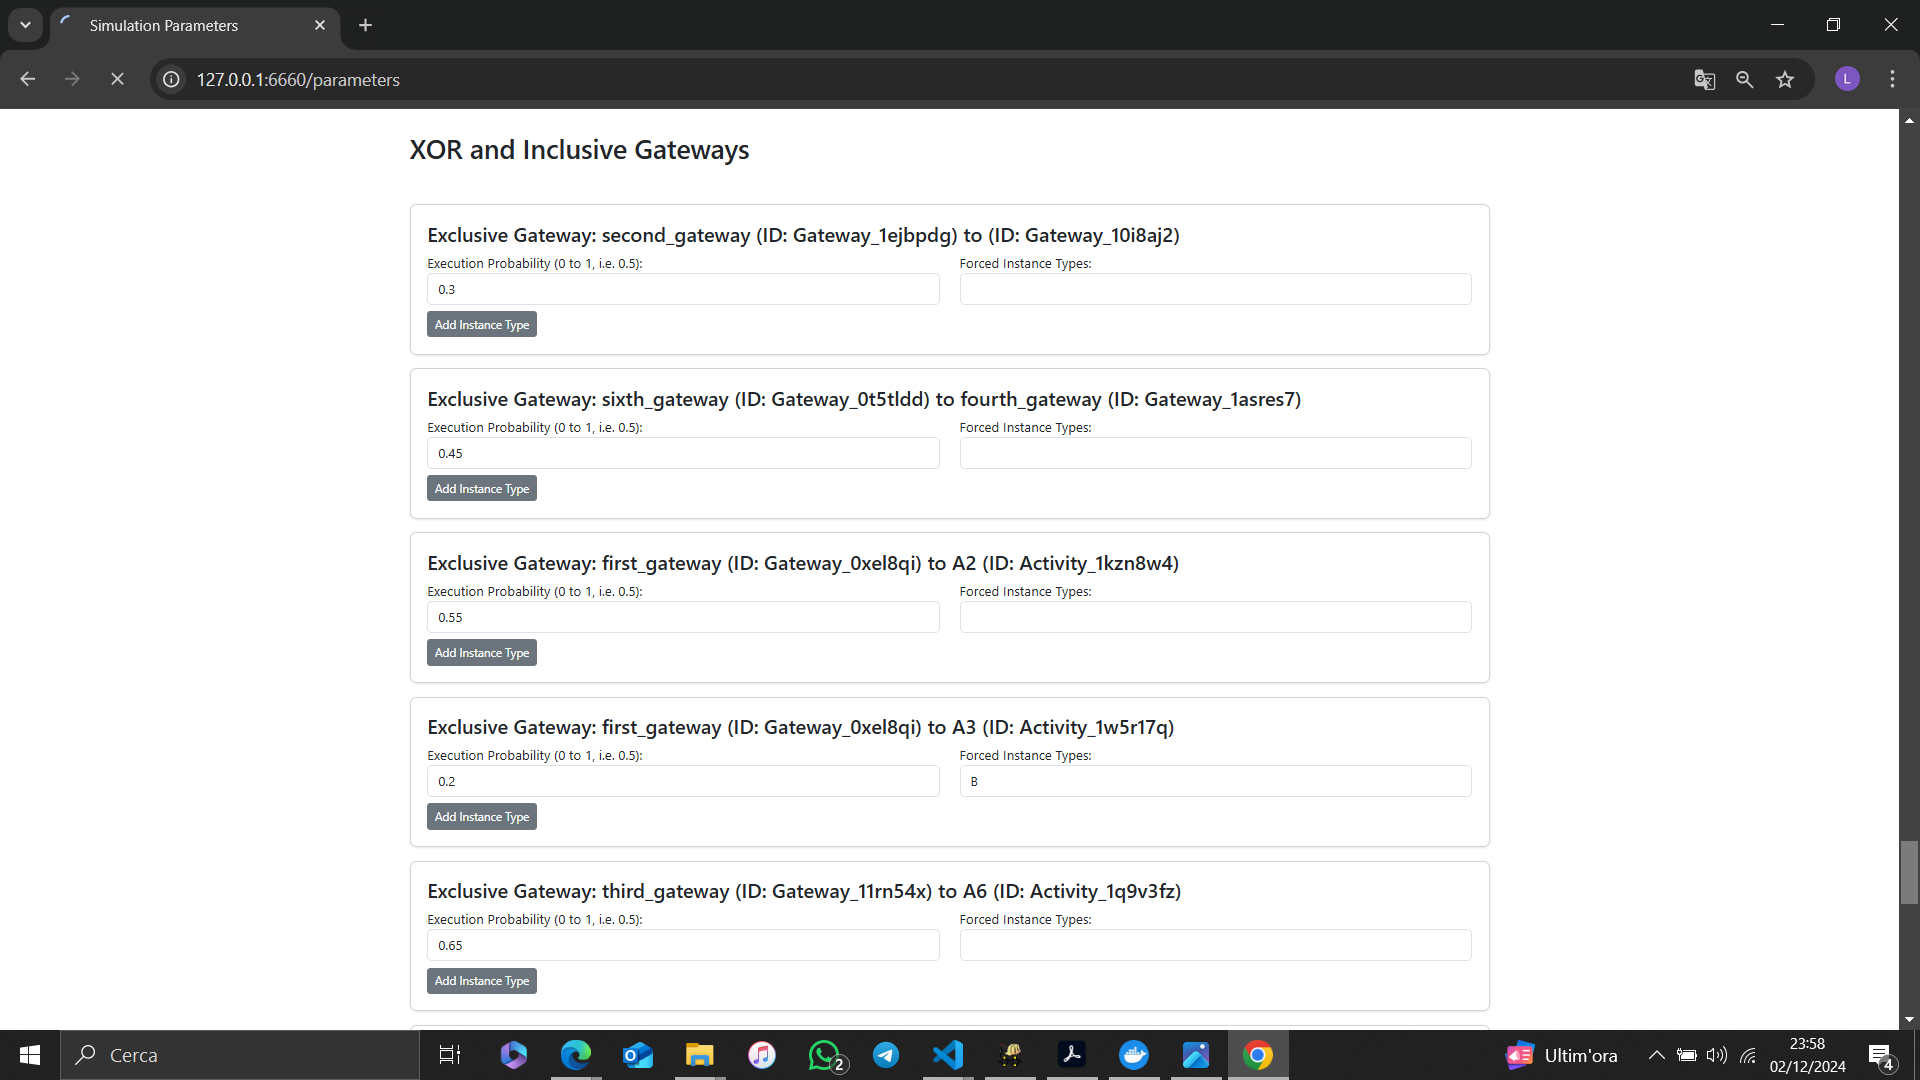 Simulation Parameters
127.0.0.1:6660/parameters
L
XOR and Inclusive Gateways
Exclusive Gateway: second_gateway (ID: Gateway_1ejbpdg) to (ID: Gateway_10i8aj2)
Execution Probability (0 to 1, i.e. 0.5): Forced Instance Types:
0.3
Add Instance Type
Exclusive Gateway: sixth_gateway (ID: Gateway_0t5tldd) to fourth_gateway (ID: Gateway_1asres7)
Execution Probability (0 to 1, i.e. 0.5): Forced Instance Types:
0.45
Add Instance Type
Exclusive Gateway: first_gateway (ID: Gateway_0xel8qi) to A2 (ID: Activity_1kzn8w4)
Execution Probability (0 to 1, i.e. 0.5): Forced Instance Types:
0.55
Add Instance Type
Exclusive Gateway: first_gateway (ID: Gateway_0xel8qi) to A3 (ID: Activity_1w5r17q)
Execution Probability (0 to 1, i.e. 0.5): Forced Instance Types:
0.2 B
Add Instance Type
Exclusive Gateway: third_gateway (ID: Gateway_11rn54x) to A6 (ID: Activity_1q9v3fz)
Execution Probability (0 to 1, i.e. 0.5): Forced Instance Types:
0.65
Add Instance Type
Cerca
2
Ultim'ora
23:58
02/12/2024
4